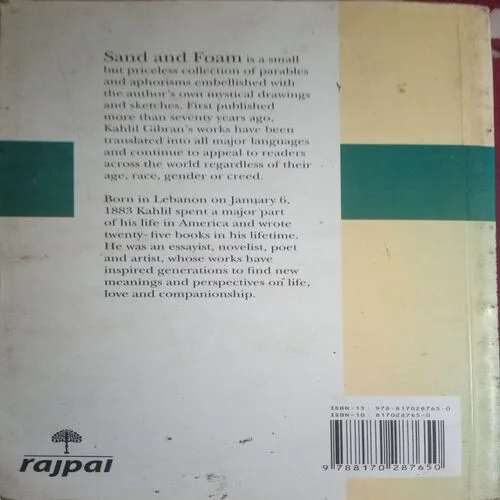 Sand and Foam is a small
but priceless collection of parables
and aphorisms embellished with
the author's own mystical drawings
and sketches. First published
more than seventy years ago,
Kahlil Gibran's works have been
translated into all major languages
and continue to appeal to readers
across the world regardless of their
age, race, gender or creed.
Born in Lebanon on January 6,
1883 Kahlil spent a major part
of his life in America and wrote
twenty-five books in his lifetime.
He was an essayist, novelist, poet
and artist, whose works have
inspired generations to find new
meanings and perspectives on life,
love and companionship.
ISBN-13: 978-817028765-0
ISBN-10: 817028765-0
9 788170 287650
rajpal